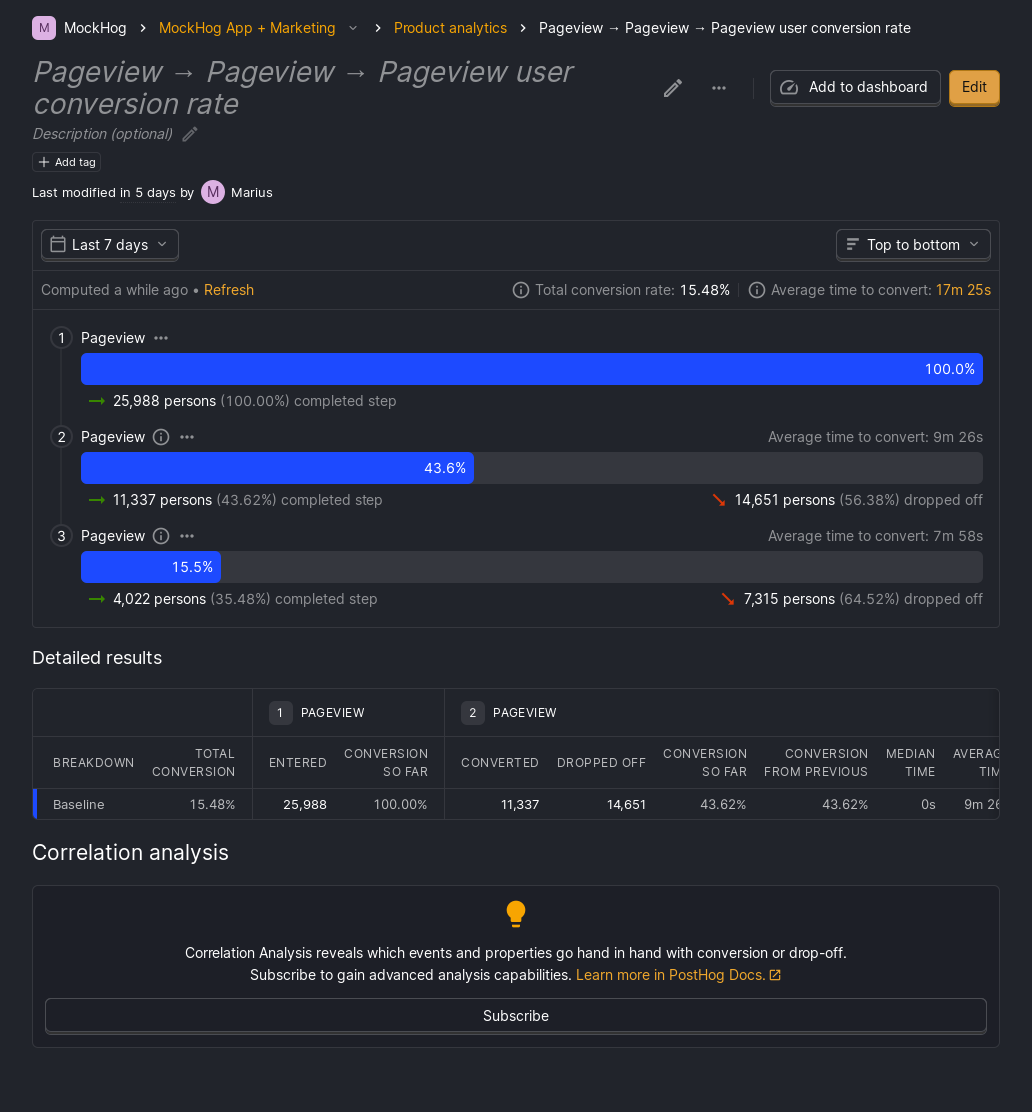 M MockHog > MockHog App + Marketing > Product analytics > Pageview → Pageview → Pageview user conversion rate
Pageview → Pageview → Pageview user
conversion rate
Add to dashboard
Edit
Description (optional)
+ Add tag
Last modified in 5 days by M Marius
Last 7 days
Top to bottom
Computed a while ago • Refresh
Total conversion rate: 15.48%
Average time to convert: 17m 25s
1 Pageview
100.0%
→ 25,988 persons (100.00%) completed step
2 Pageview
Average time to convert: 9m 26s
43.6%
→ 11,337 persons (43.62%) completed step
14,651 persons (56.38%) dropped off
3 Pageview
Average time to convert: 7m 58s
15.5%
→ 4,022 persons (35.48%) completed step
7,315 persons (64.52%) dropped off
Detailed results
1 PAGEVIEW
2 PAGEVIEW
BREAKDOWN
TOTAL
CONVERSION
ENTERED
CONVERSION
SO FAR
CONVERTED
DROPPED OFF
CONVERSION
SO FAR
CONVERSION
FROM PREVIOUS
MEDIAN
TIME
AVERAG
TIM
Baseline 15.48% 25,988 100.00% 11,337 14,651 43.62% 43.62% 0s 9m 26
Correlation analysis
Correlation Analysis reveals which events and properties go hand in hand with conversion or drop-off.
Subscribe to gain advanced analysis capabilities. Learn more in PostHog Docs.
Subscribe